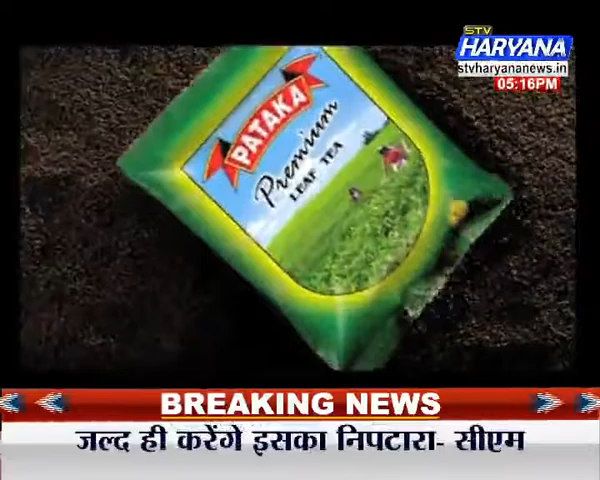 STV
HARYANA
stvharyananews.in
05:16PM
PATAKA
Premium
LEAF TEA
BREAKING NEWS
जल्द ही करेंगे इसका निपटारा- सीएम